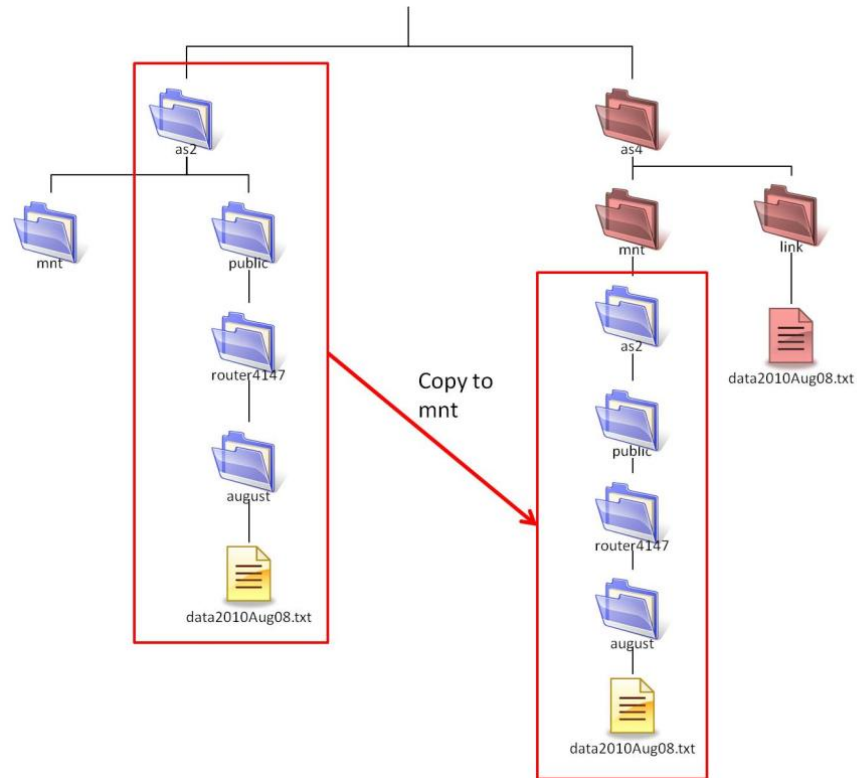 as2
as4
mnt
public
mnt
link
as2
router4147
data2010Aug08.txt
Copy to
mnt
public
august
router4147
data2010Aug08.txt
august
data2010Aug08.txt